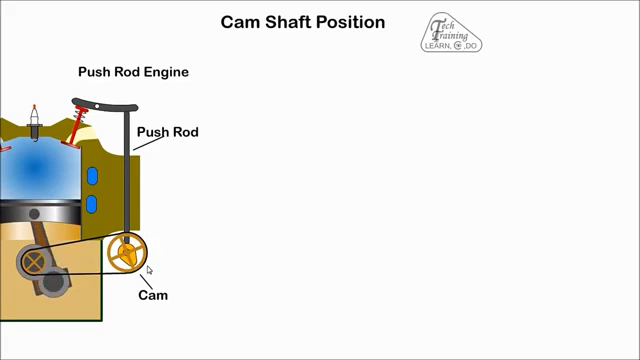 Cam Shaft Position
Tech
Training
LEARN, C, DO
Push Rod Engine
Push Rod
Cam